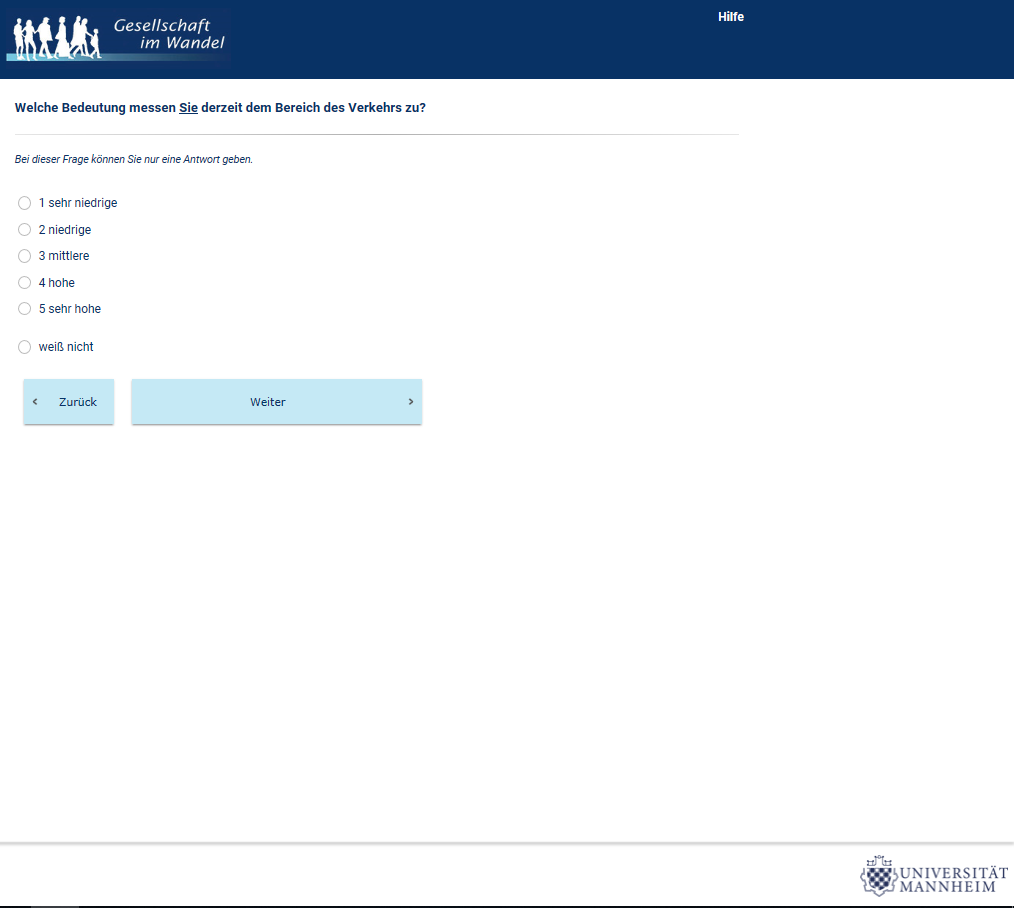 Gesellschaft
im Wandel
Hilfe
Welche Bedeutung messen Sie derzeit dem Bereich des Verkehrs zu?
Bei dieser Frage können Sie nur eine Antwort geben.
1 sehr niedrige
2 niedrige
3 mittlere
4 hohe
5 sehr hohe
weiß nicht
‹ Zurück
Weiter ›
UNIVERSITÄT
MANNHEIM